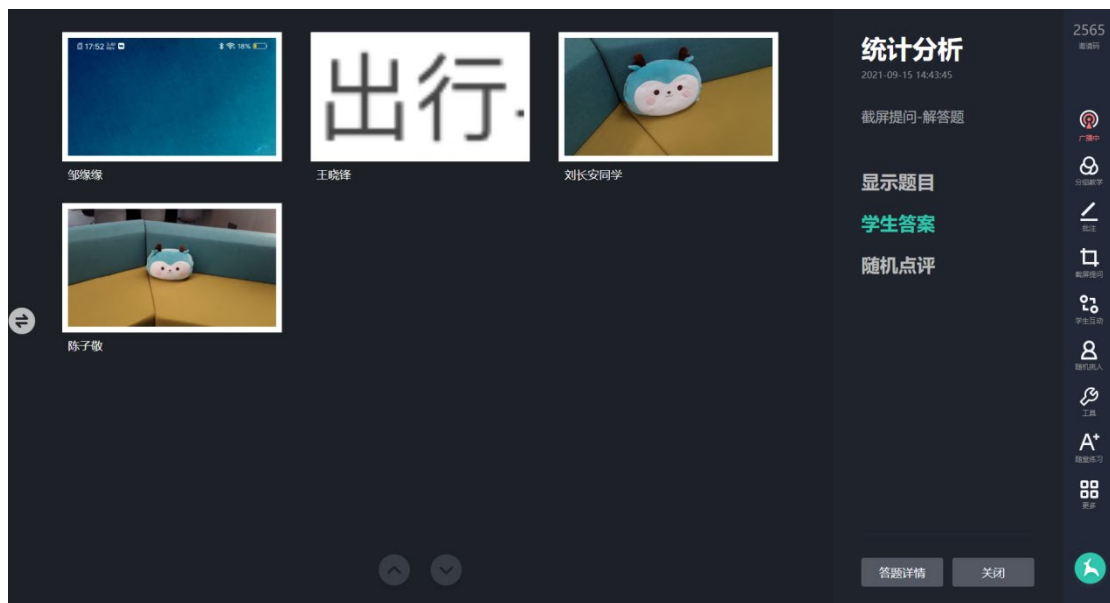 17:52 18%
出行.
邹缘缘
王晓锋
刘长安同学
陈子敬
统计分析
2021-09-15 14:43:45
截屏提问-解答题
显示题目
学生答案
随机点评
答题详情
关闭
2565
邀请码
广播中
分组教学
批注
截屏提问
学生互动
随机挑人
工具
A+
随堂练习
更多